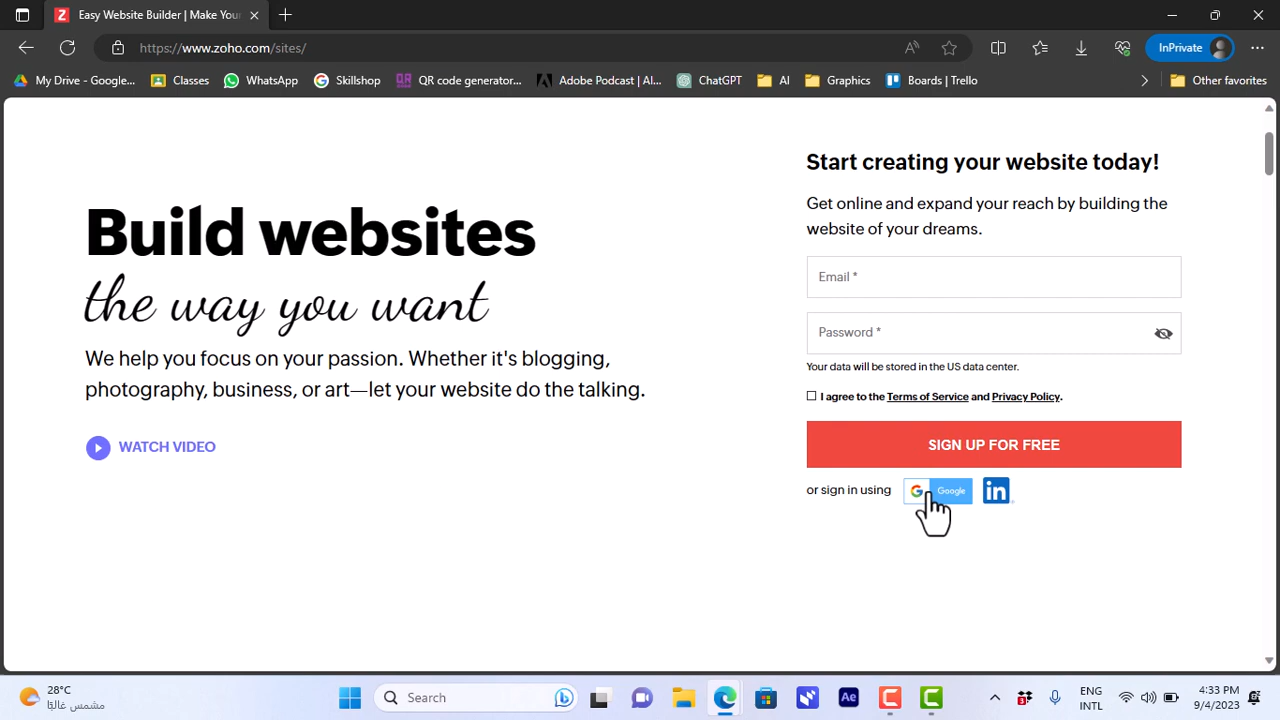 Easy Website Builder | Make You
https://www.zoho.com/sites/
InPrivate
My Drive - Google...
Classes
WhatsApp
Skillshop
QR code generator...
Adobe Podcast | AI...
ChatGPT
AI
Graphics
Boards | Trello
Other favorites
Build websites
the way you want
We help you focus on your passion. Whether it's blogging,
photography, business, or art—let your website do the talking.
WATCH VIDEO
Start creating your website today!
Get online and expand your reach by building the
website of your dreams.
Email *
Password *
Your data will be stored in the US data center.
I agree to the Terms of Service and Privacy Policy.
SIGN UP FOR FREE
or sign in using
G Google
in
28°C
مشمس غالبًا
Search
Ae
ENG
INTL
4:33 PM
9/4/2023